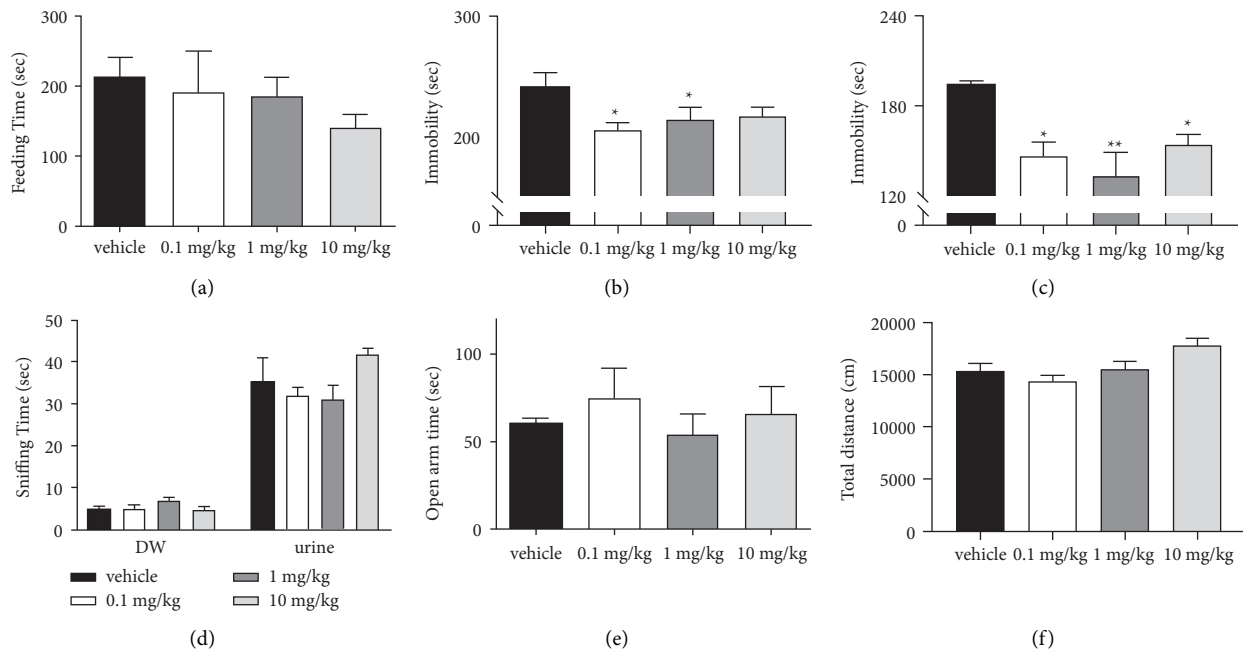 Feeding Time (sec)
300
200
100
0
vehicle 0.1 mg/kg 1 mg/kg 10 mg/kg
(a)
Immobility (sec)
300
200
0
*
*
vehicle 0.1 mg/kg 1 mg/kg 10 mg/kg
(b)
Immobility (sec)
240
180
120
0
*
**
*
vehicle 0.1 mg/kg 1 mg/kg 10 mg/kg
(c)
Sniffing Time (sec)
50
40
30
20
10
0
DW urine
vehicle 1 mg/kg
0.1 mg/kg 10 mg/kg
(d)
Open arm time (sec)
100
50
0
vehicle 0.1 mg/kg 1 mg/kg 10 mg/kg
(e)
Total distance (cm)
20000
15000
10000
5000
0
vehicle 0.1 mg/kg 1 mg/kg 10 mg/kg
(f)